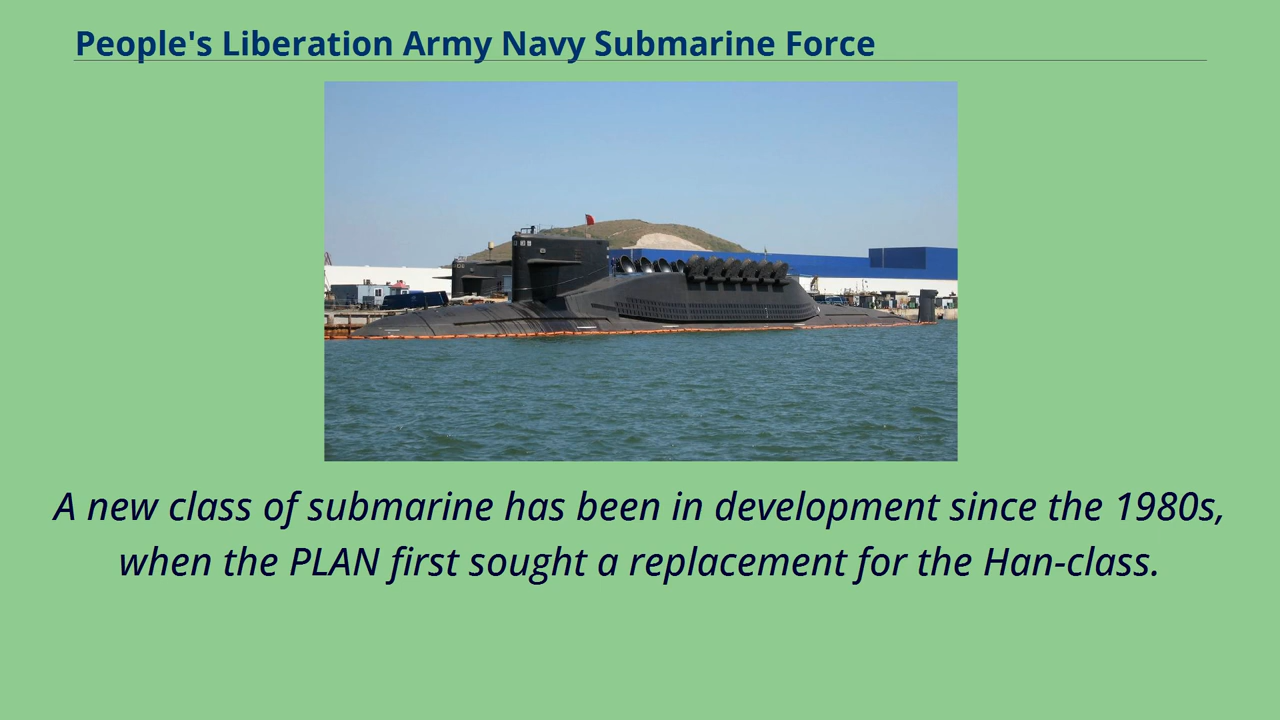 People's Liberation Army Navy Submarine Force
A new class of submarine has been in development since the 1980s,
when the PLAN first sought a replacement for the Han-class.